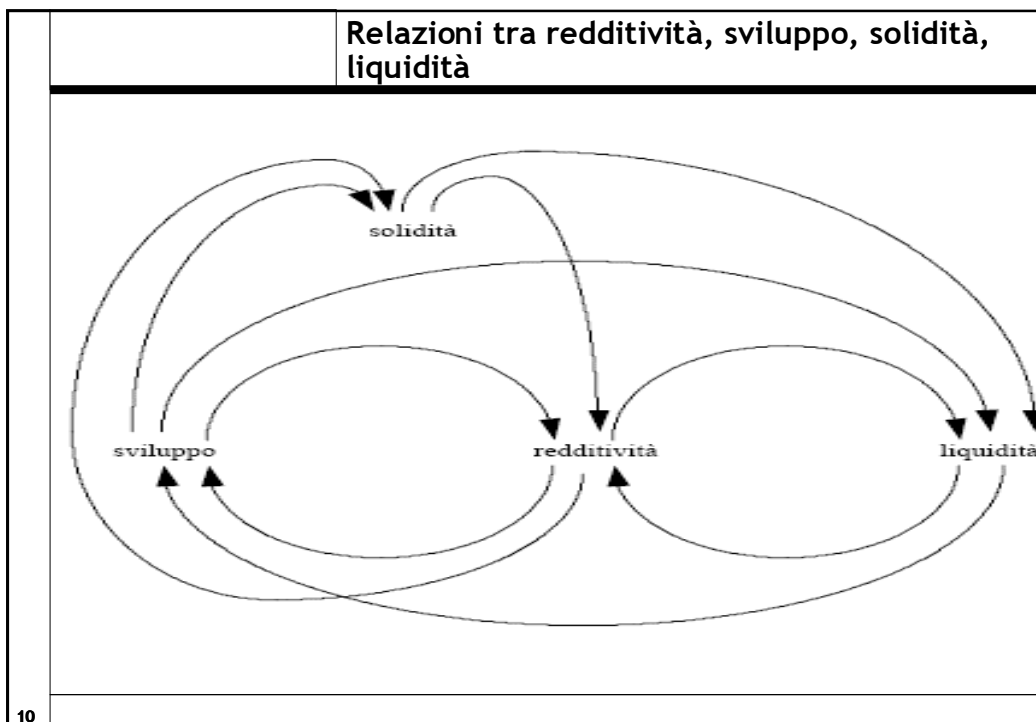 Relazioni tra redditività, sviluppo, solidità,
liquidità
solidità
sviluppo
redditività
liquidità
10